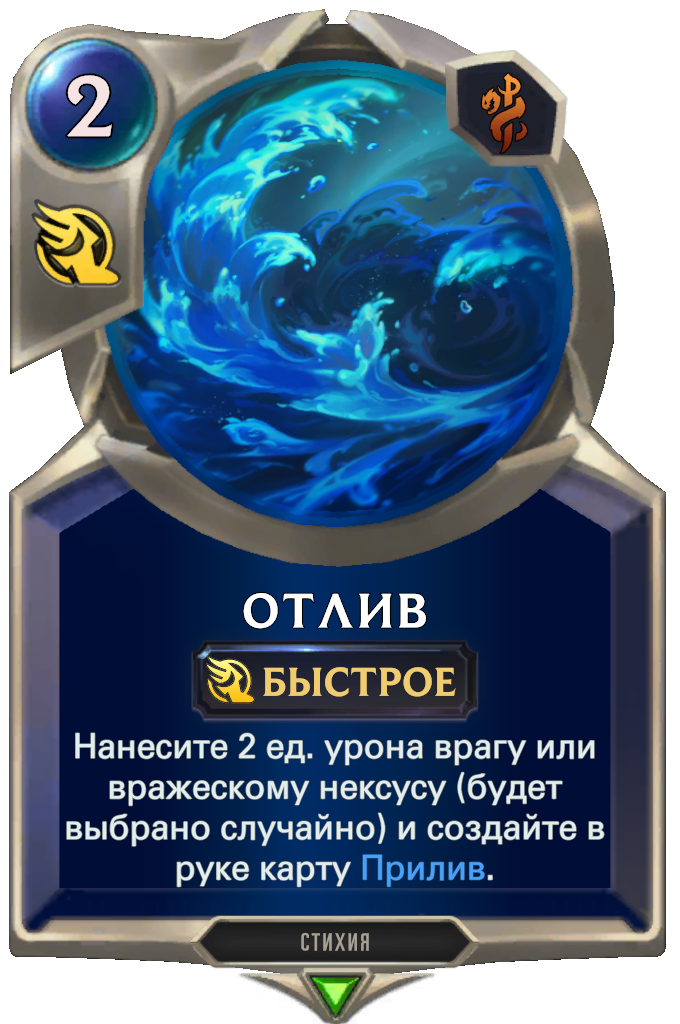 2
ОТЛИВ
БЫСТРОЕ
Нанесите 2 ед. урона врагу или
вражескому нексусу (будет
выбрано случайно) и создайте в
руке карту Прилив.
СТИХИЯ